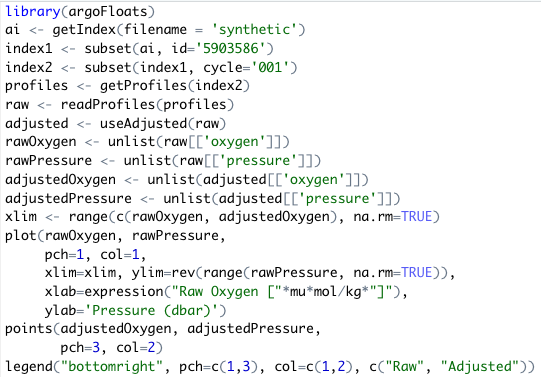 library(argoFloats)
ai <- getIndex(filename = 'synthetic')
index1 <- subset(ai, id='5903586')
index2 <- subset(index1, cycle='001')
profiles <- getProfiles(index2)
raw <- readProfiles(profiles)
adjusted <- useAdjusted(raw)
rawOxygen <- unlist(raw[['oxygen']])
rawPressure <- unlist(raw[['pressure']])
adjustedOxygen <- unlist(adjusted[['oxygen']])
adjustedPressure <- unlist(adjusted[['pressure']])
xlim <- range(c(rawOxygen, adjustedOxygen), na.rm=TRUE)
plot(rawOxygen, rawPressure,
     pch=1, col=1,
     xlim=xlim, ylim=rev(range(rawPressure, na.rm=TRUE)),
     xlab=expression("Raw Oxygen ["*mu*mol/kg*"]"),
     ylab='Pressure (dbar)')
points(adjustedOxygen, adjustedPressure,
       pch=3, col=2)
legend("bottomright", pch=c(1,3), col=c(1,2), c("Raw", "Adjusted"))